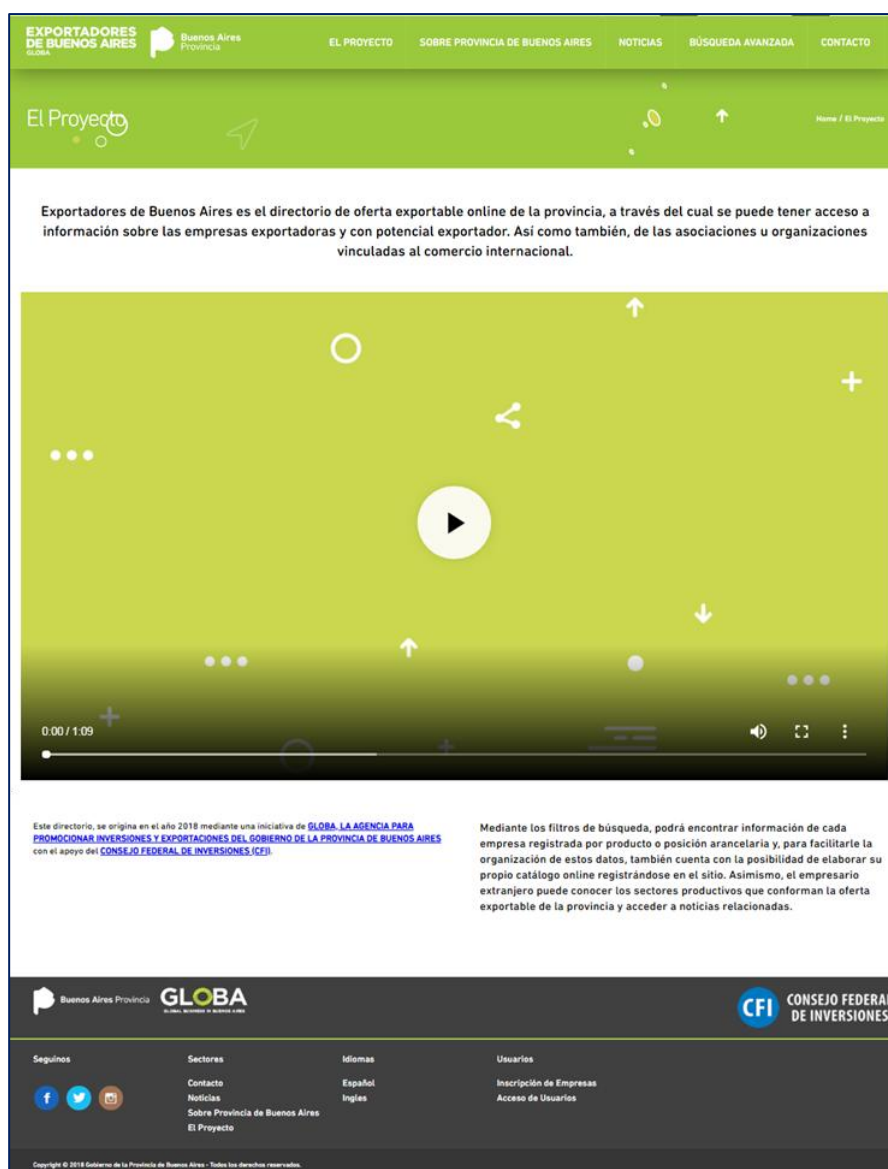 EXPORTADORES
DE BUENOS AIRES
GLOBA
Buenos Aires
Provincia
EL PROYECTO
SOBRE PROVINCIA DE BUENOS AIRES
NOTICIAS
BÚSQUEDA AVANZADA
CONTACTO
El Proyecto
Home / El Proyecto
Exportadores de Buenos Aires es el directorio de oferta exportable online de la provincia, a través del cual se puede tener acceso a
información sobre las empresas exportadoras y con potencial exportador. Así como también, de las asociaciones u organizaciones
vinculadas al comercio internacional.
0:00 / 1:09
Este directorio, se origina en el año 2018 mediante una iniciativa de GLOBA, LA AGENCIA PARA
PROMOCIONAR INVERSIONES Y EXPORTACIONES DEL GOBIERNO DE LA PROVINCIA DE BUENOS AIRES
con el apoyo del CONSEJO FEDERAL DE INVERSIONES (CFI).
Mediante los filtros de búsqueda, podrá encontrar información de cada
empresa registrada por producto o posición arancelaria y, para facilitarle la
organización de estos datos, también cuenta con la posibilidad de elaborar su
propio catálogo online registrándose en el sitio. Asimismo, el empresario
extranjero puede conocer los sectores productivos que conforman la oferta
exportable de la provincia y acceder a noticias relacionadas.
Buenos Aires Provincia
GLOBA
GLOBAL BUSINESS IN BUENOS AIRES
CFI
CONSEJO FEDERAL
DE INVERSIONES
Seguinos
Sectores
Contacto
Noticias
Sobre Provincia de Buenos Aires
El Proyecto
Idiomas
Español
Ingles
Usuarios
Inscripción de Empresas
Acceso de Usuarios
Copyright © 2018 Gobierno de la Provincia de Buenos Aires - Todos los derechos reservados.